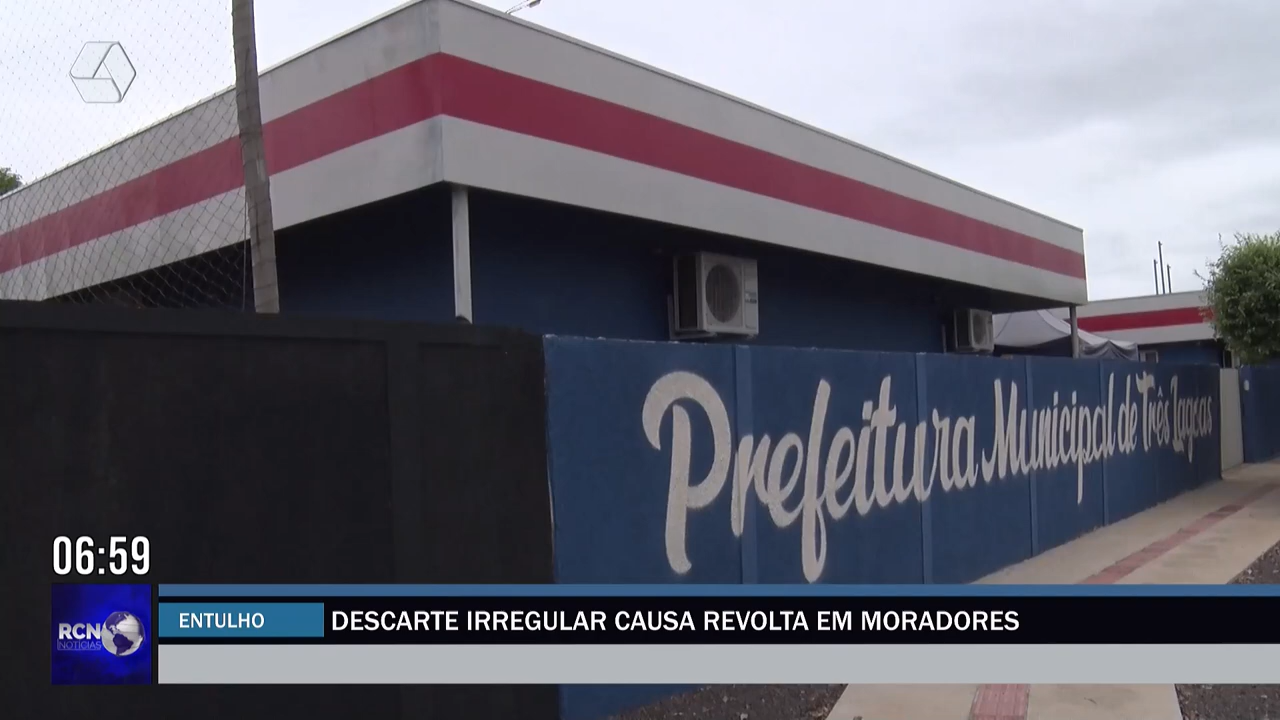 Prefeitura Municipal de Três Lagoas
06:59
RCN
NOTÍCIAS
ENTULHO
DESCARTE IRREGULAR CAUSA REVOLTA EM MORADORES